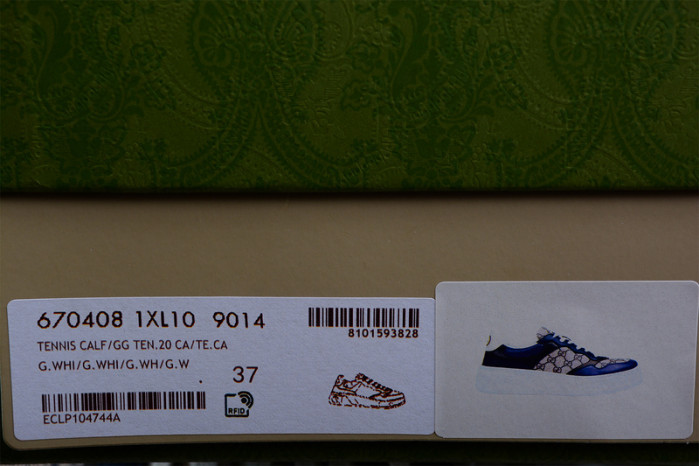 670408 1XL10 9014
8101593828
TENNIS CALF/GG TEN.20 CA/TE.CA
G.WHI/G.WHI/G.WH/G.W
. 37
RFID
ECLP104744A